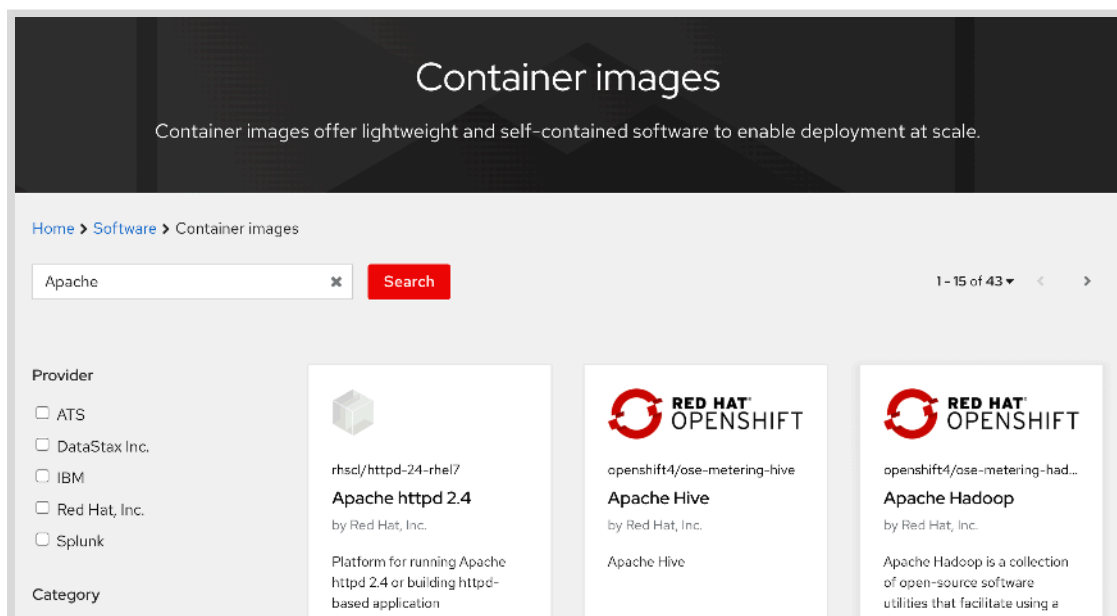 Container images
Container images offer lightweight and self-contained software to enable deployment at scale.
Home > Software > Container images
Apache
Search
1 - 15 of 43
Provider
ATS
DataStax Inc.
IBM
Red Hat, Inc.
Splunk
Category
rhscl/httpd-24-rhel7
Apache httpd 2.4
by Red Hat, Inc.
Platform for running Apache
httpd 2.4 or building httpd-
based application
RED HAT
OPENSHIFT
openshift4/ose-metering-hive
Apache Hive
by Red Hat, Inc.
Apache Hive
RED HAT
OPENSHIFT
openshift4/ose-metering-had...
Apache Hadoop
by Red Hat, Inc.
Apache Hadoop is a collection
of open-source software
utilities that facilitate using a